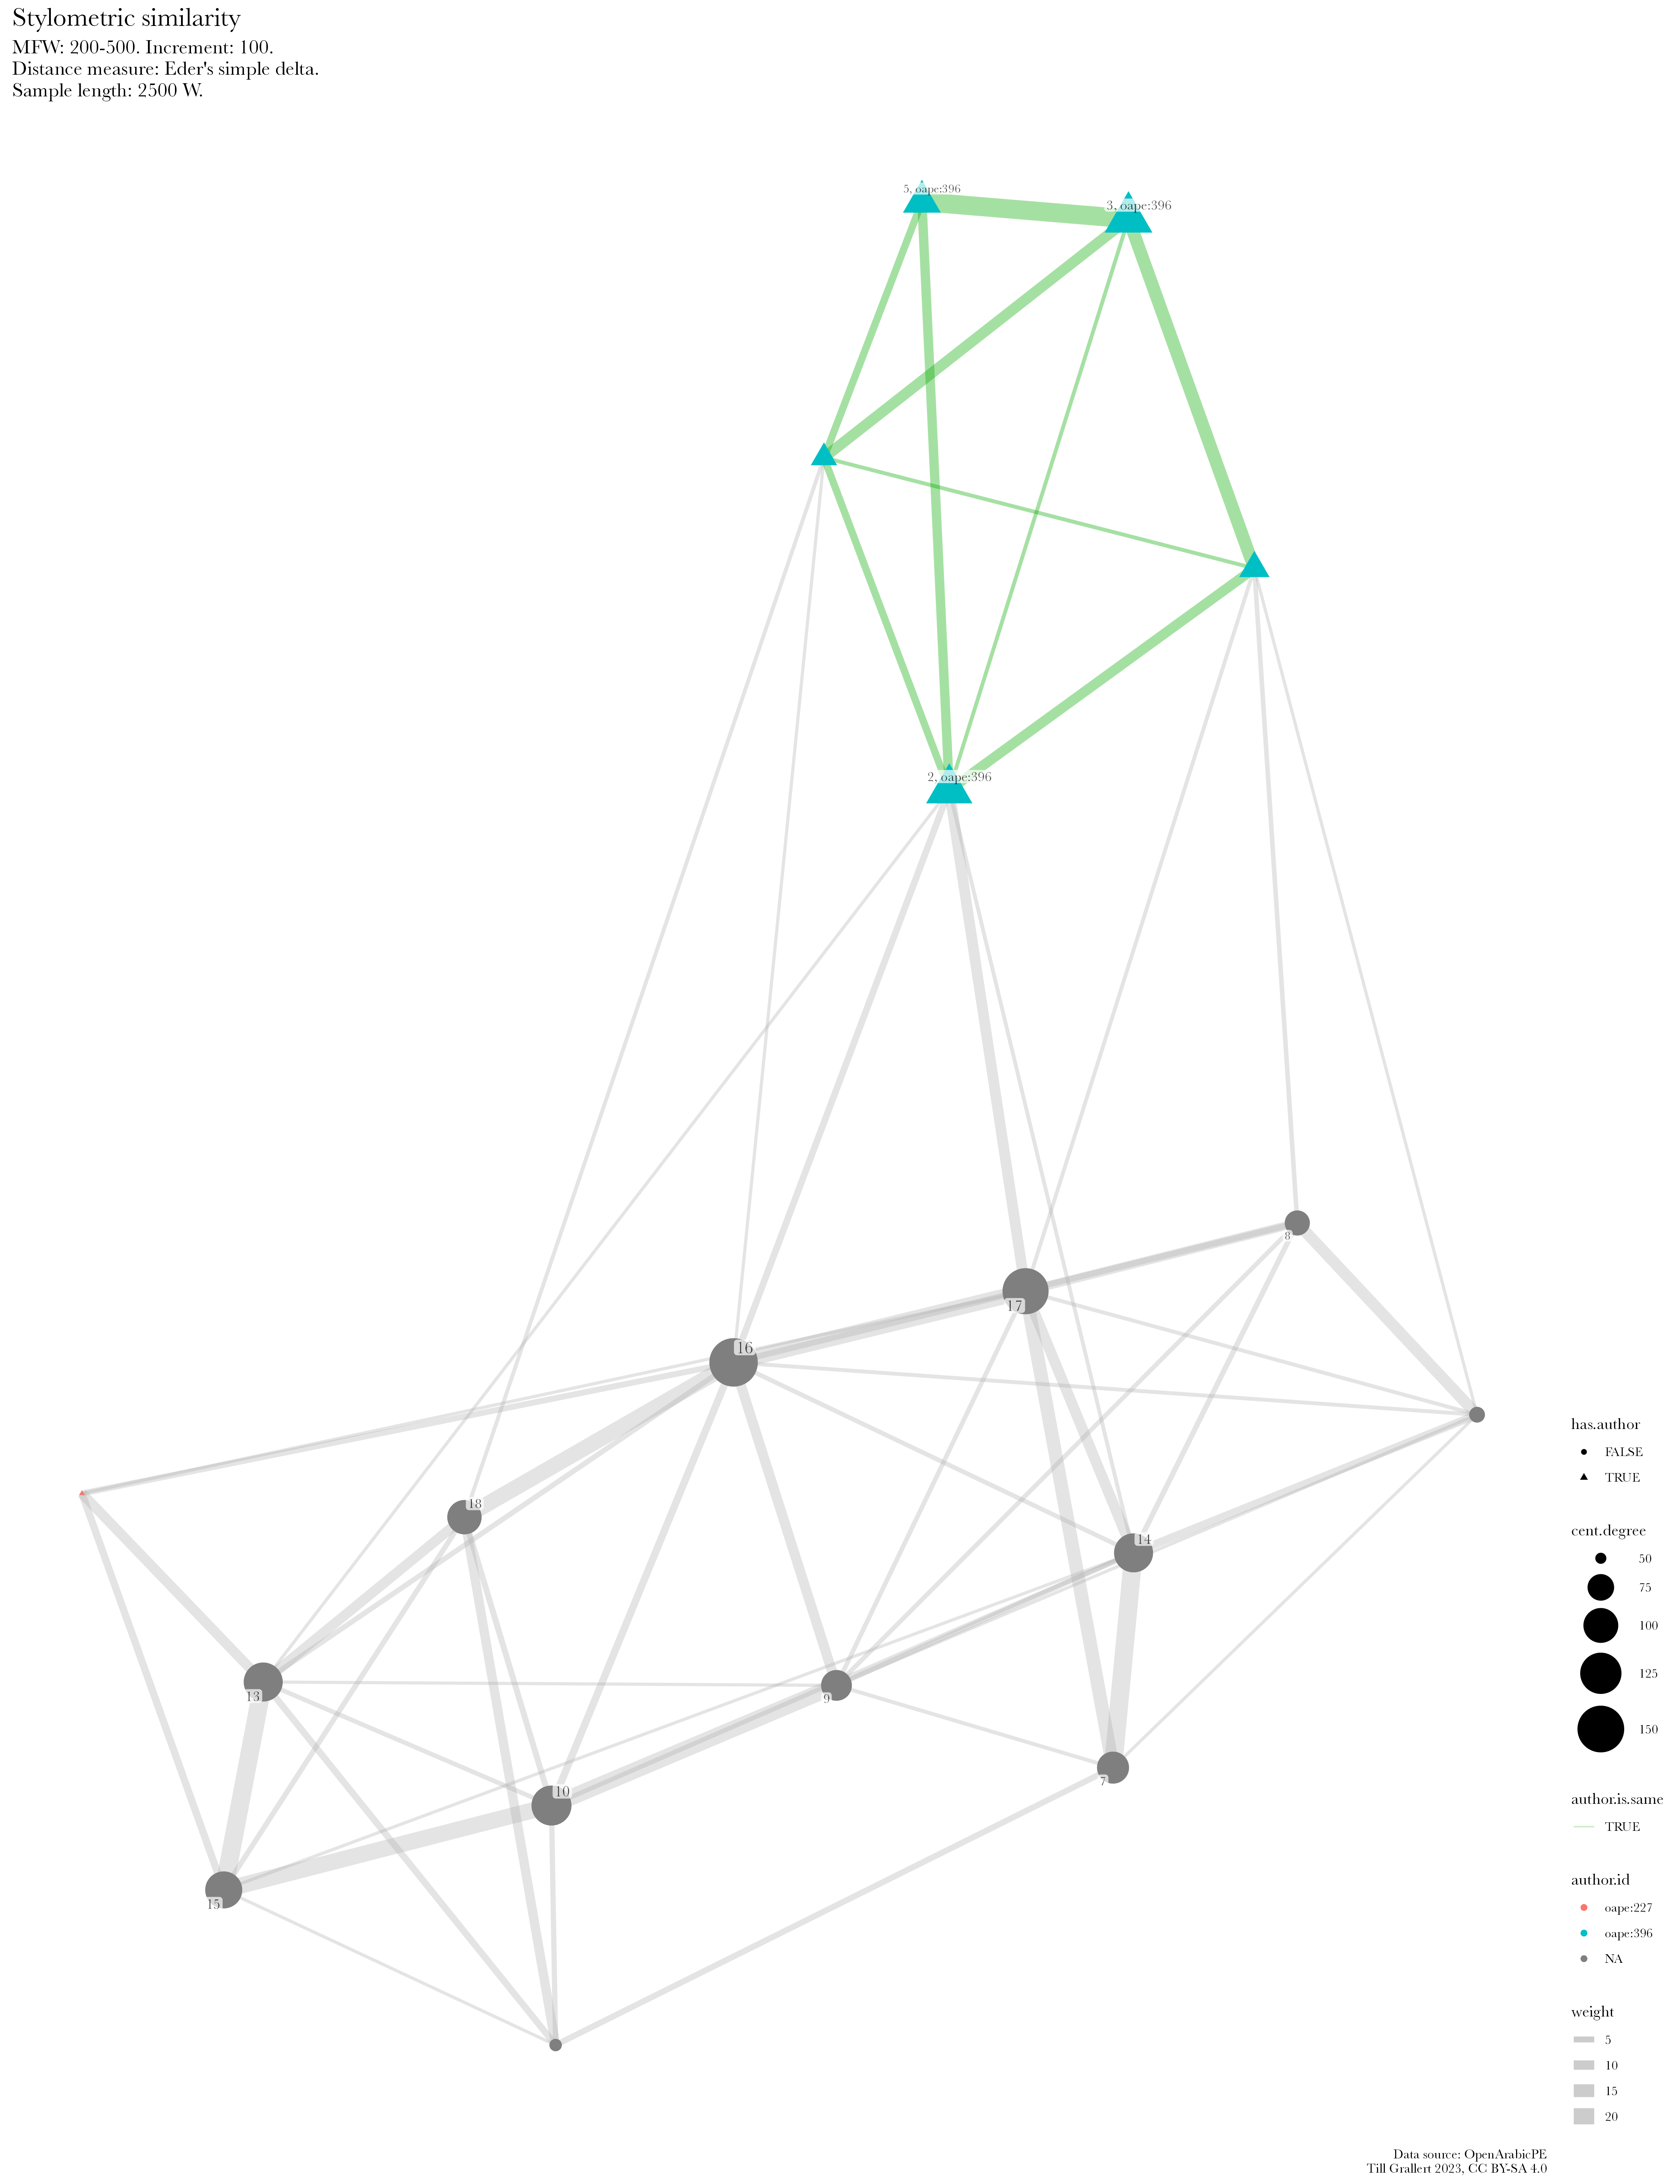 Stylometric similarity
MFW: 200-500. Increment: 100.
Distance measure: Eder's simple delta.
Sample length: 2500 W.
5, oape:396
3, oape:396
2, oape:396
8
17
16
18
14
13
9
7
10
15
has.author
FALSE
TRUE
cent.degree
50
75
100
125
150
author.is.same
TRUE
author.id
oape:227
oape:396
NA
weight
5
10
15
20
Data source: OpenArabicPE
Till Grallert 2023, CC BY-SA 4.0